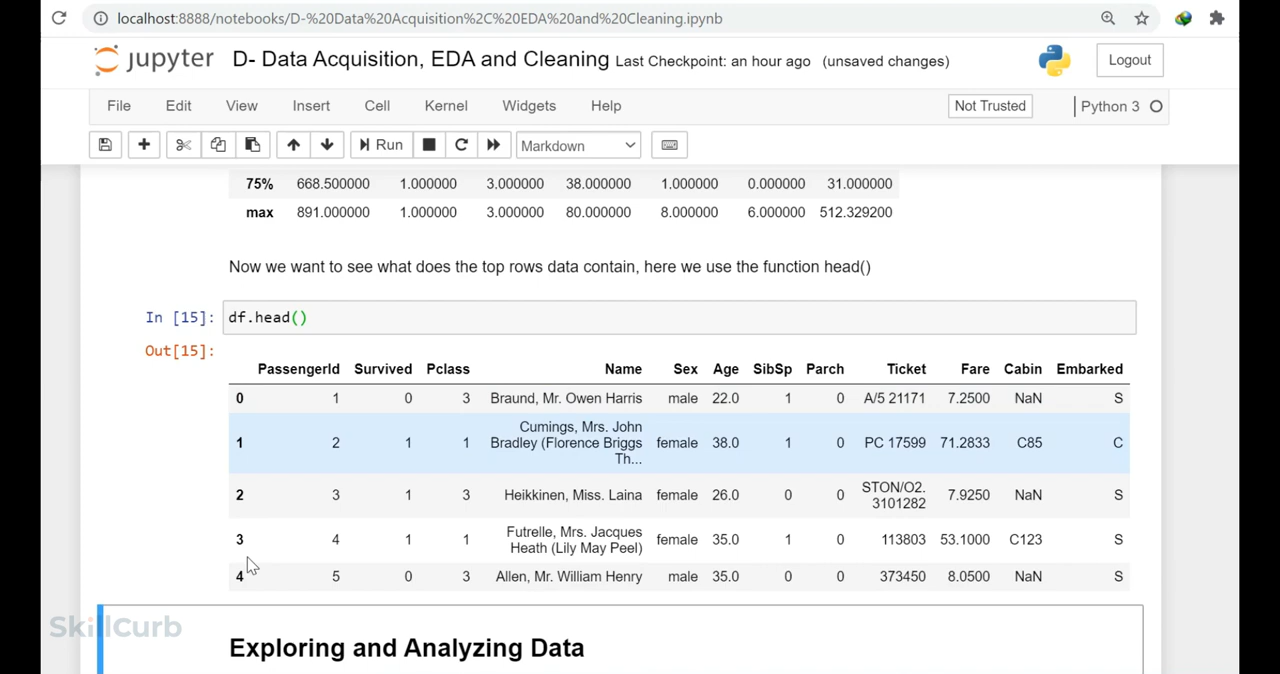 localhost:8888/notebooks/D-%20Data%20Acquisition%2C%20EDA%20and%20Cleaning.ipynb
jupyter D- Data Acquisition, EDA and Cleaning Last Checkpoint: an hour ago (unsaved changes) Logout
File Edit View Insert Cell Kernel Widgets Help Not Trusted Python 3
Run Markdown
75% 668.500000 1.000000 3.000000 38.000000 1.000000 0.000000 31.000000
max 891.000000 1.000000 3.000000 80.000000 8.000000 6.000000 512.329200
Now we want to see what does the top rows data contain, here we use the function head()
In [15]: df.head()
Out[15]:
PassengerId Survived Pclass Name Sex Age SibSp Parch Ticket Fare Cabin Embarked
0 1 0 3 Braund, Mr. Owen Harris male 22.0 1 0 A/5 21171 7.2500 NaN S
Cumings, Mrs. John
1 2 1 1 Bradley (Florence Briggs female 38.0 1 0 PC 17599 71.2833 C85 C
Th...
2 3 1 3 Heikkinen, Miss. Laina female 26.0 0 0 STON/O2. 7.9250 NaN S
3101282
Futrelle, Mrs. Jacques
3 4 1 1 Heath (Lily May Peel) female 35.0 1 0 113803 53.1000 C123 S
4 5 0 3 Allen, Mr. William Henry male 35.0 0 0 373450 8.0500 NaN S
SkillCurb
Exploring and Analyzing Data